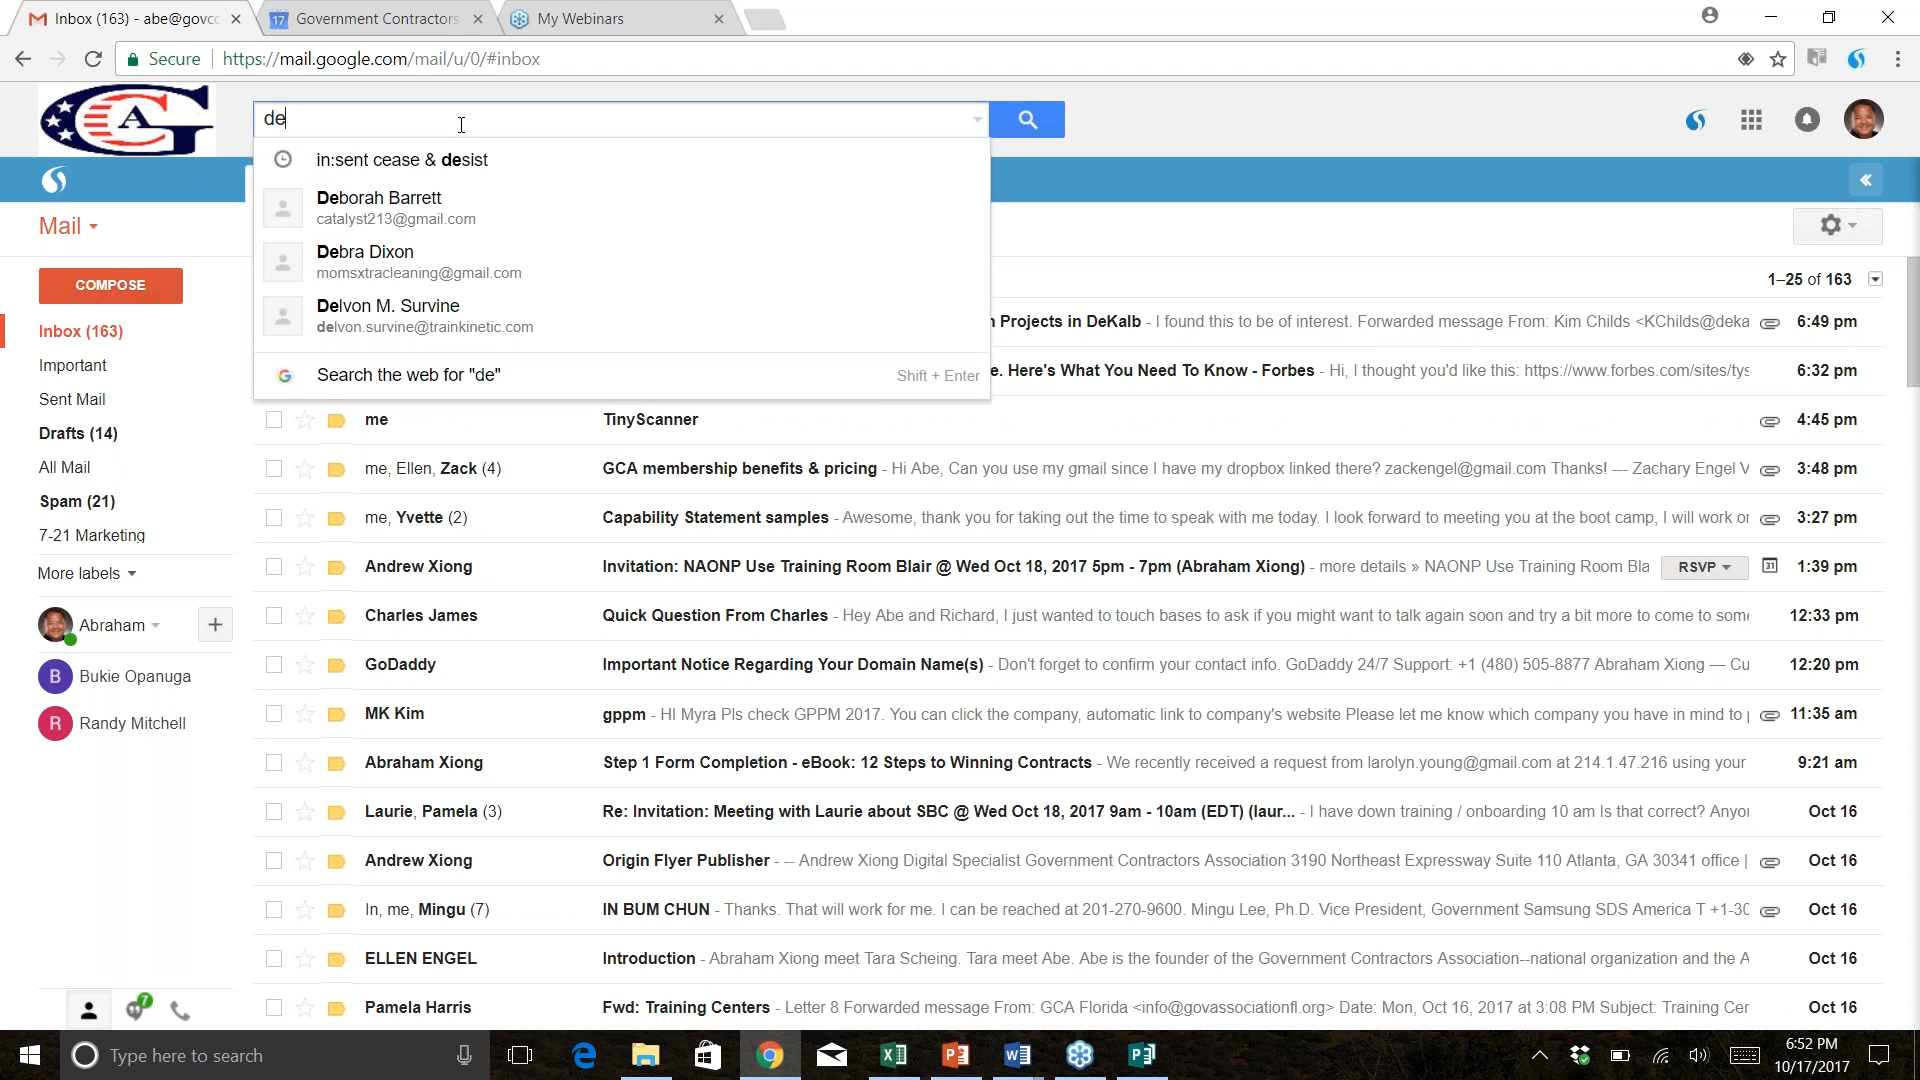 Inbox (163) - abe@govcc
Government Contractors
My Webinars
Secure
https://mail.google.com/mail/u/0/#inbox
GCA
de
in:sent cease & desist
Deborah Barrett
catalyst213@gmail.com
Debra Dixon
momsxtracleaning@gmail.com
Delvon M. Survine
delvon.survine@trainkinetic.com
Search the web for "de" Shift + Enter
Mail
COMPOSE
Inbox (163)
Important
Sent Mail
Drafts (14)
All Mail
Spam (21)
7-21 Marketing
More labels
Abraham
B Bukie Opanuga
R Randy Mitchell
7
1–25 of 163
Projects in DeKalb - I found this to be of interest. Forwarded message From: Kim Childs <KChilds@deka 6:49 pm
e. Here's What You Need To Know - Forbes - Hi, I thought you'd like this: https://www.forbes.com/sites/tys 6:32 pm
me TinyScanner 4:45 pm
me, Ellen, Zack (4) GCA membership benefits & pricing - Hi Abe, Can you use my gmail since I have my dropbox linked there? zackengel@gmail.com Thanks! --- Zachary Engel V 3:48 pm
me, Yvette (2) Capability Statement samples - Awesome, thank you for taking out the time to speak with me today. I look forward to meeting you at the boot camp, I will work or 3:27 pm
Andrew Xiong Invitation: NAONP Use Training Room Blair @ Wed Oct 18, 2017 5pm - 7pm (Abraham Xiong) - more details » NAONP Use Training Room Bla RSVP 31 1:39 pm
Charles James Quick Question From Charles - Hey Abe and Richard, I just wanted to touch bases to ask if you might want to talk again soon and try a bit more to come to some 12:33 pm
GoDaddy Important Notice Regarding Your Domain Name(s) - Don't forget to confirm your contact info. GoDaddy 24/7 Support: +1 (480) 505-8877 Abraham Xiong — Cu 12:20 pm
MK Kim gppm - HI Myra Pls check GPPM 2017. You can click the company, automatic link to company's website Please let me know which company you have in mind to 11:35 am
Abraham Xiong Step 1 Form Completion - eBook: 12 Steps to Winning Contracts - We recently received a request from larolyn.young@gmail.com at 214.1.47.216 using your 9:21 am
Laurie, Pamela (3) Re: Invitation: Meeting with Laurie about SBC @ Wed Oct 18, 2017 9am - 10am (EDT) (laur... - I have down training / onboarding 10 am Is that correct? Anyor Oct 16
Andrew Xiong Origin Flyer Publisher - -- Andrew Xiong Digital Specialist Government Contractors Association 3190 Northeast Expressway Suite 110 Atlanta, GA 30341 office | Oct 16
In, me, Mingu (7) IN BUM CHUN - Thanks. That will work for me. I can be reached at 201-270-9600. Mingu Lee, Ph.D. Vice President, Government Samsung SDS America T +1-30 Oct 16
ELLEN ENGEL Introduction - Abraham Xiong meet Tara Scheing. Tara meet Abe. Abe is the founder of the Government Contractors Association--national organization and the A Oct 16
Pamela Harris Fwd: Training Centers - Letter 8 Forwarded message From: GCA Florida <info@govassociationfl.org> Date: Mon, Oct 16, 2017 at 3:08 PM Subject: Training Cer Oct 16
Type here to search
6:52 PM
10/17/2017